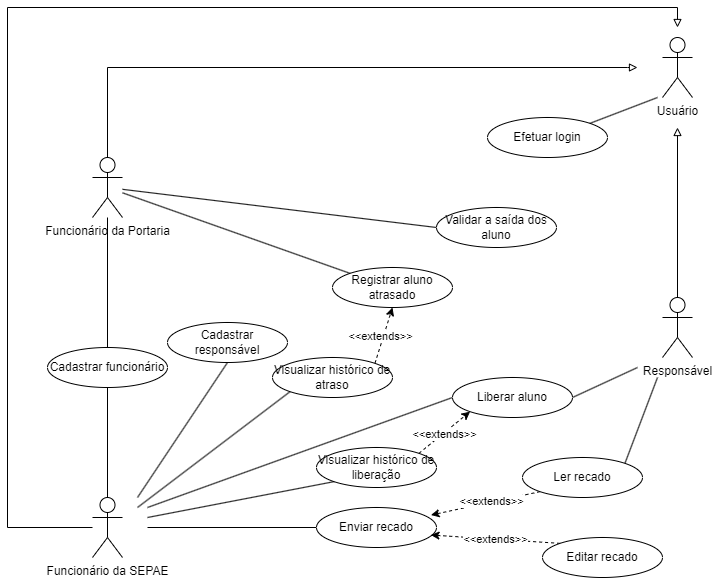 Usuário
Efetuar login
Funcionário da Portaria
Validar a saída dos
aluno
Registrar aluno
atrasado
<<extends>>
Cadastrar
responsável
Cadastrar funcionário
Visualizar histórico de
atraso
Responsável
Liberar aluno
<<extends>>
Visualizar histórico de
liberação
Ler recado
<<extends>>
Enviar recado
<<extends>>
Editar recado
Funcionário da SEPAE